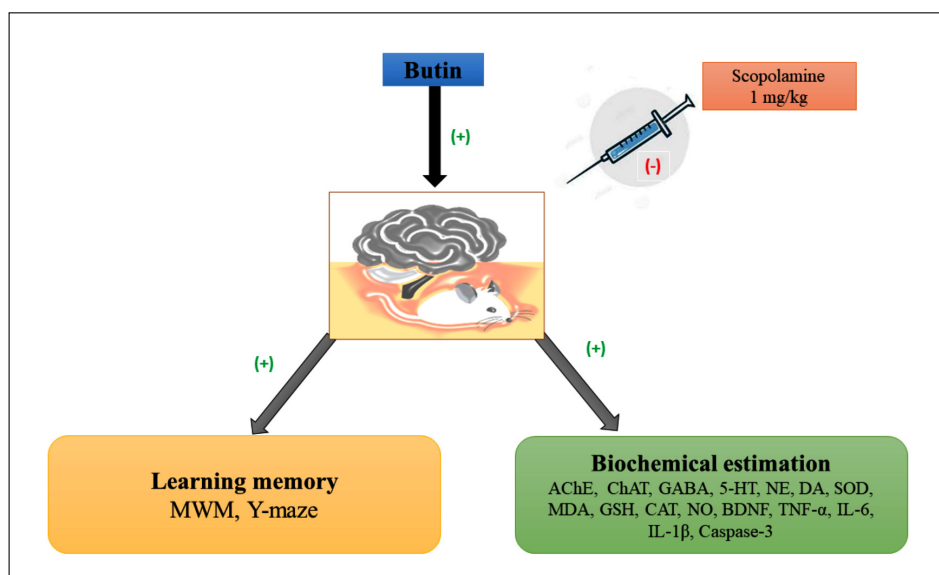 Butin
Scopolamine
1 mg/kg
(+)
(-)
(+)
(+)
Learning memory
MWM, Y-maze
Biochemical estimation
AChE, ChAT, GABA, 5-HT, NE, DA, SOD,
MDA, GSH, CAT, NO, BDNF, TNF-α, IL-6,
IL-1β, Caspase-3